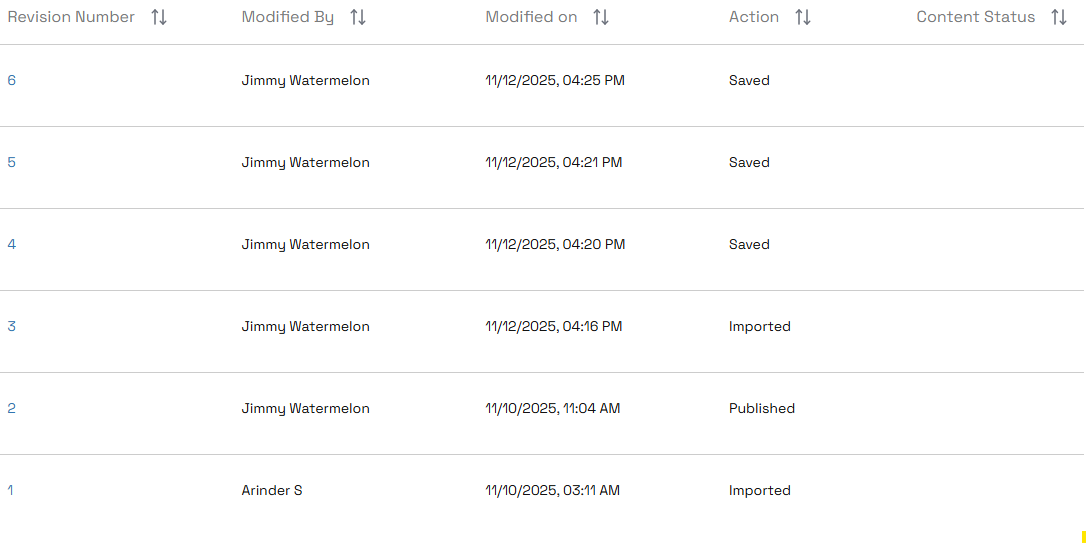 Revision Number Modified By Modified on Action Content Status
6 Jimmy Watermelon 11/12/2025, 04:25 PM Saved
5 Jimmy Watermelon 11/12/2025, 04:21 PM Saved
4 Jimmy Watermelon 11/12/2025, 04:20 PM Saved
3 Jimmy Watermelon 11/12/2025, 04:16 PM Imported
2 Jimmy Watermelon 11/10/2025, 11:04 AM Published
1 Arinder S 11/10/2025, 03:11 AM Imported